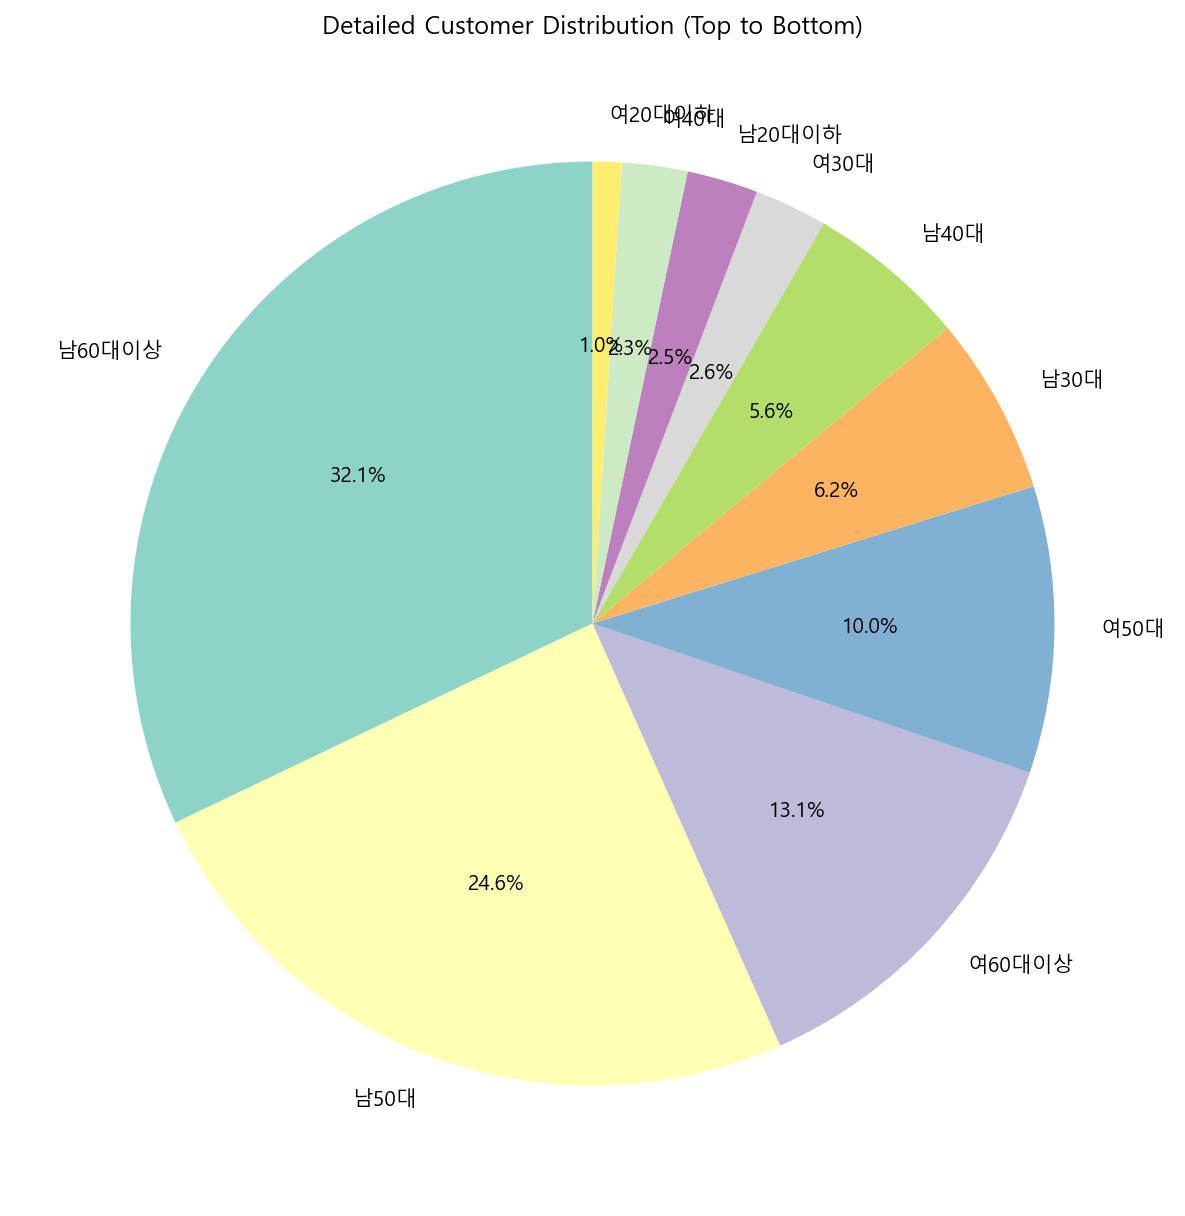 Detailed Customer Distribution (Top to Bottom)
여20대이하
여40대
남20대이하
여30대
남40대
남60대이상
남30대
1.0%
2.3%
2.5%
2.6%
5.6%
32.1%
6.2%
10.0%
여50대
13.1%
24.6%
여60대이상
남50대